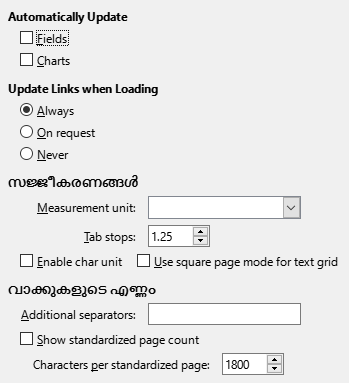 Automatically Update
Fields
Charts
Update Links when Loading
Always
On request
Never
സജ്ജീകരണങ്ങള്‍
Measurement unit:
Tab stops: 1.25
Enable char unit Use square page mode for text grid
വാക്കുകളുടെ എണ്ണം
Additional separators:
Show standardized page count
Characters per standardized page: 1800